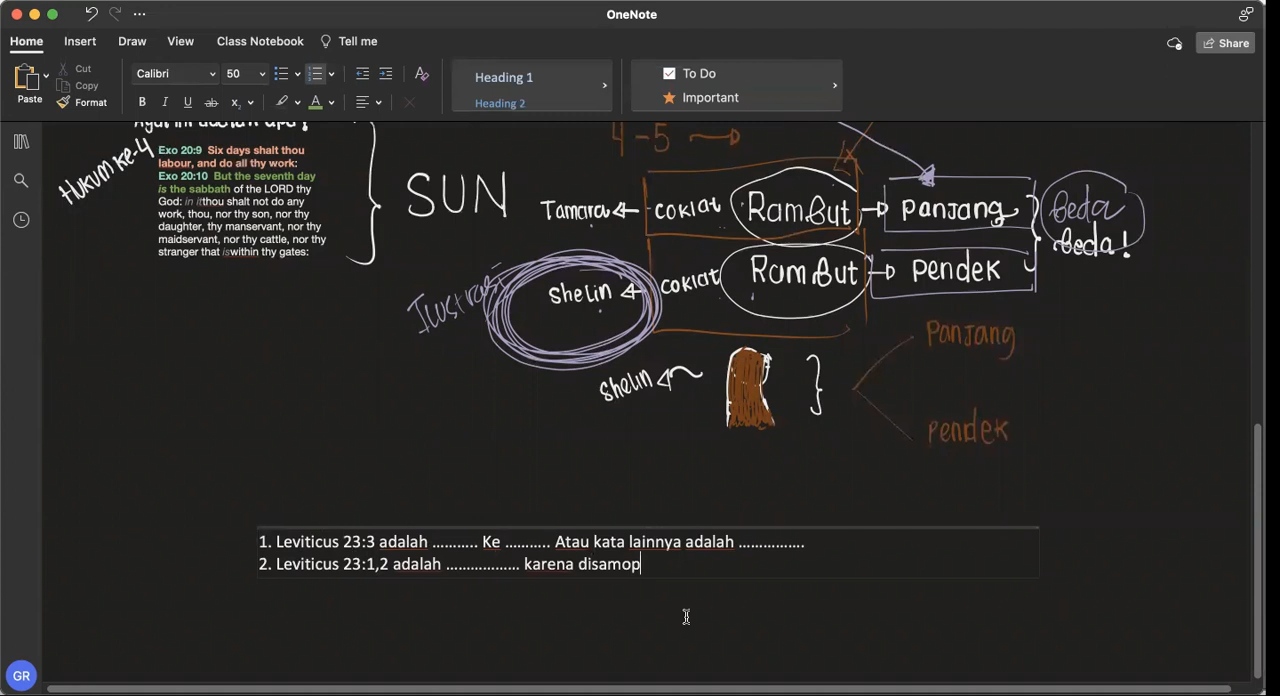 OneNote
Home Insert Draw View Class Notebook Tell me
Share
Paste
Cut
Copy
Format
Calibri 50
B I U ab x₂ A
Heading 1
Heading 2
To Do
Important
Ayat ini adalah apa?
Hukum ke-4
Exo 20:9 Six days shalt thou
labour, and do all thy work:
Exo 20:10 But the seventh day
is the sabbath of the LORD thy
God: in it thou shalt not do any
work, thou, nor thy son, nor thy
daughter, thy manservant, nor thy
maidservant, nor thy cattle, nor thy
stranger that is within thy gates:
SUN
4-5
Tamara coklat RamBut Panjang
Beda
Beda!
Ilustrasi
Shelin coklat RamBut Pendek
Shelin
Panjang
Pendek
1. Leviticus 23:3 adalah ……….. Ke ……….. Atau kata lainnya adalah …………….
2. Leviticus 23:1,2 adalah ……………… karena disamop
GR